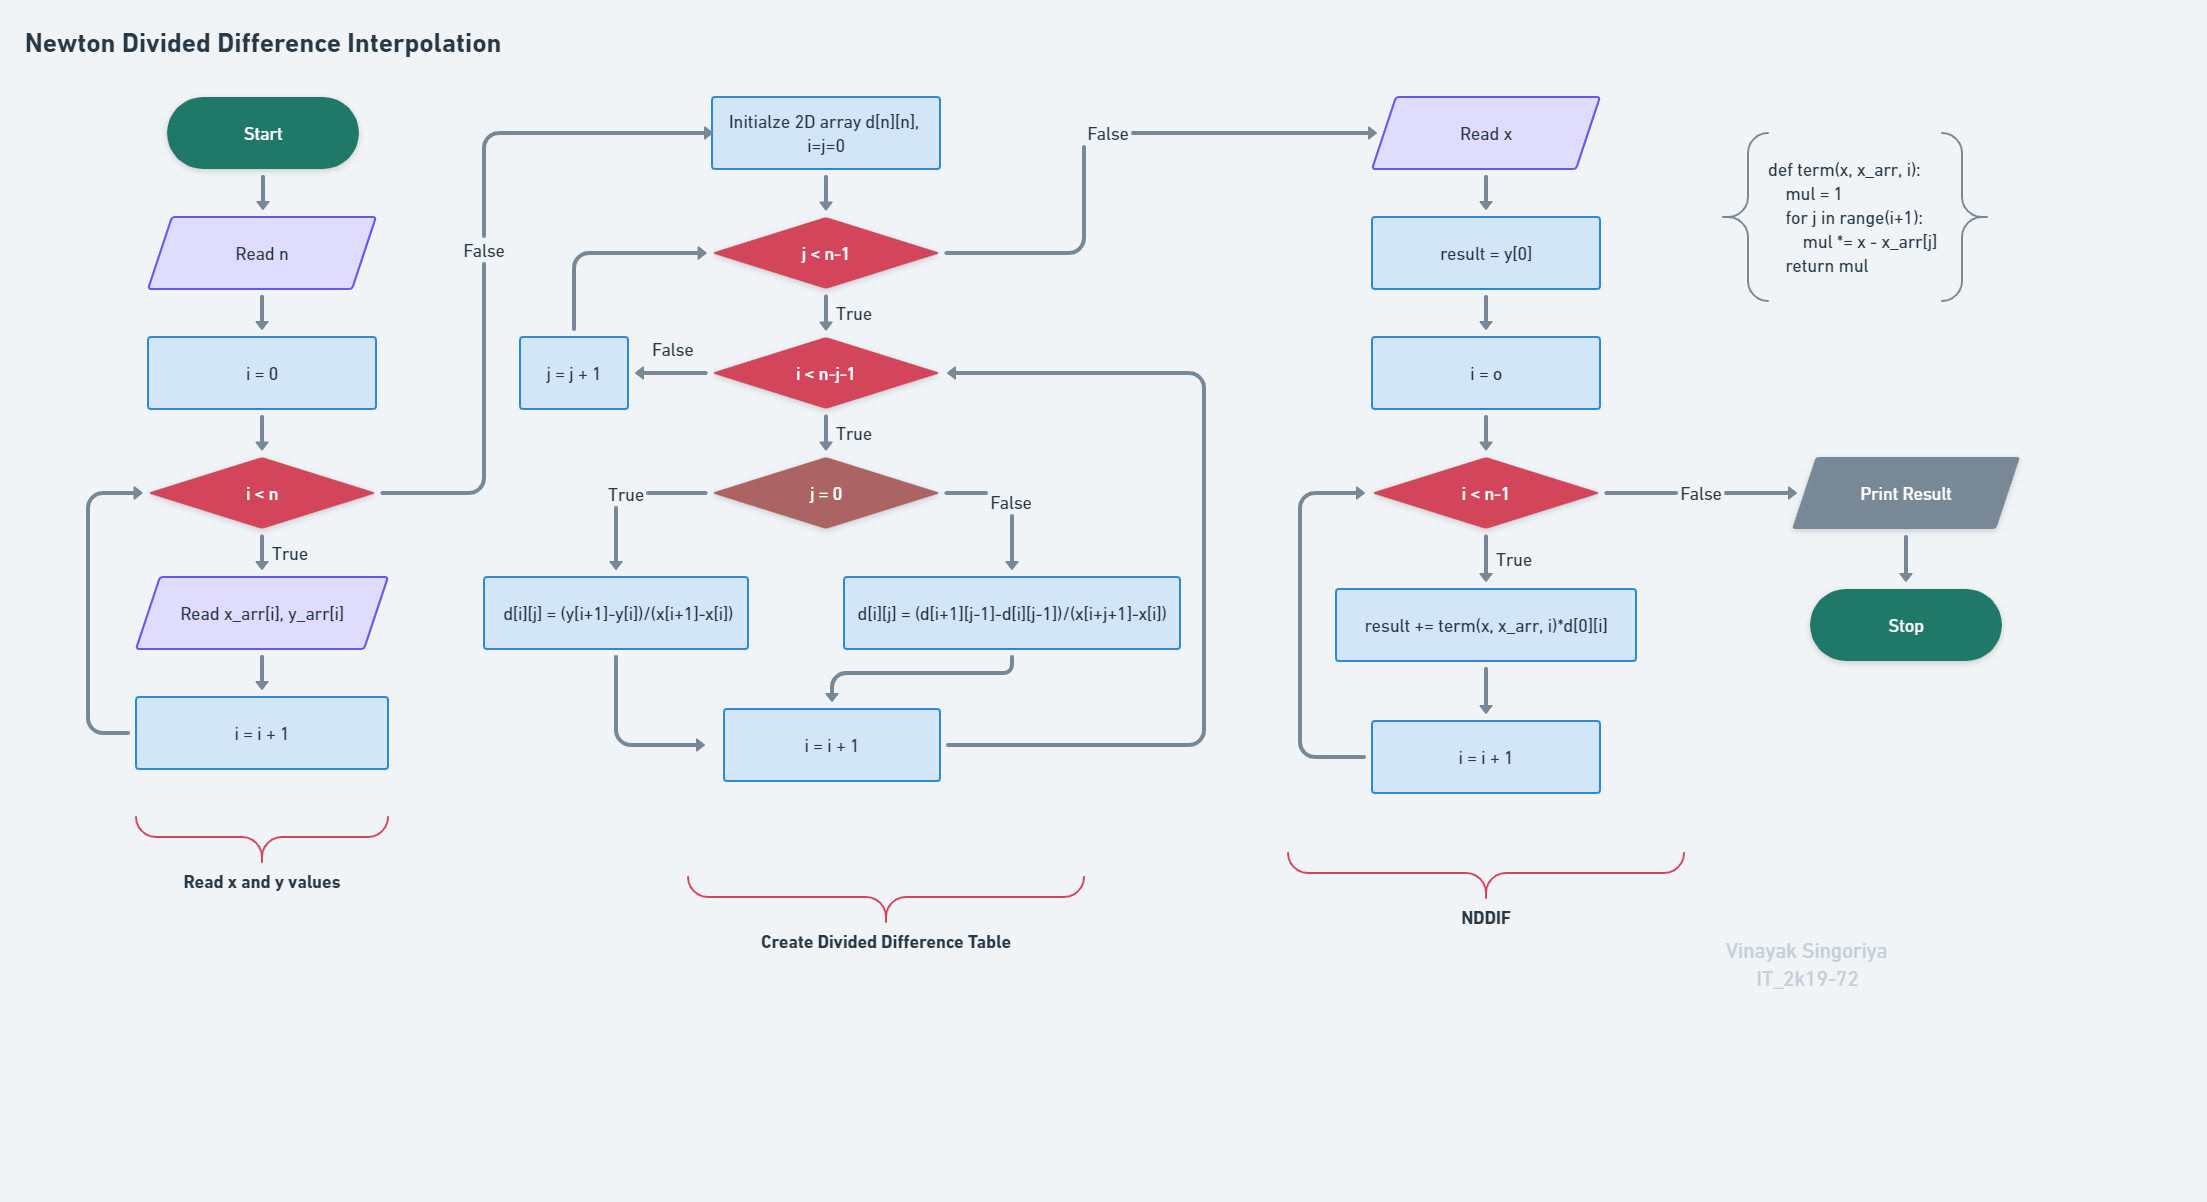 Newton Divided Difference Interpolation
Start
Read n
i = 0
i < n
False
True
Read x_arr[i], y_arr[i]
i = i + 1
Read x and y values
Initialze 2D array d[n][n],
i=j=0
j < n-1
False
True
i < n-j-1
False
j = j + 1
True
j = 0
True
False
d[i][j] = (y[i+1]-y[i])/(x[i+1]-x[i])
d[i][j] = (d[i+1][j-1]-d[i][j-1])/(x[i+j+1]-x[i])
i = i + 1
Create Divided Difference Table
Read x
result = y[0]
i = o
i < n-1
False
True
result += term(x, x_arr, i)*d[0][i]
i = i + 1
NDDIF
def term(x, x_arr, i):
mul = 1
for j in range(i+1):
mul *= x - x_arr[j]
return mul
Print Result
Stop
Vinayak Singoriya
IT_2k19-72